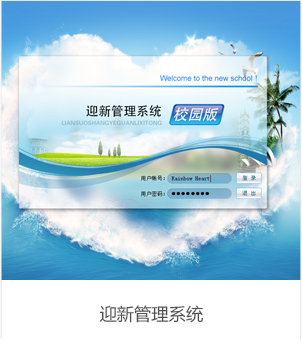 Welcome to the new school !
迎新管理系统 校园版
LIANSUOSHANGYEGUANLIXITONG
用户帐号: Rainbow Heart 登 录
用户密码: ●●●●●●●● 退 出
迎新管理系统